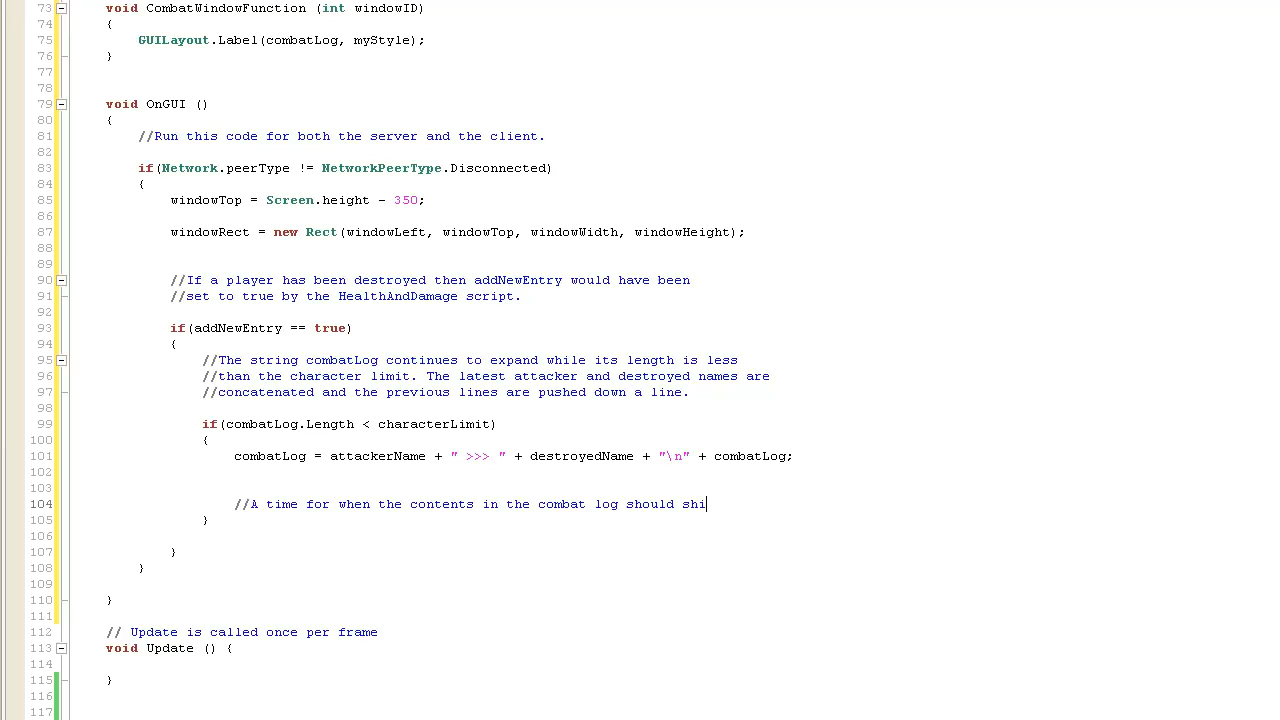 73 void CombatWindowFunction (int windowID)
74 {
75 GUILayout.Label(combatLog, myStyle);
76 }
77
78
79 void OnGUI ()
80 {
81 //Run this code for both the server and the client.
82
83 if(Network.peerType != NetworkPeerType.Disconnected)
84 {
85 windowTop = Screen.height - 350;
86
87 windowRect = new Rect(windowLeft, windowTop, windowWidth, windowHeight);
88
89
90 //If a player has been destroyed then addNewEntry would have been
91 //set to true by the HealthAndDamage script.
92
93 if(addNewEntry == true)
94 {
95 //The string combatLog continues to expand while its length is less
96 //than the character limit. The latest attacker and destroyed names are
97 //concatenated and the previous lines are pushed down a line.
98
99 if(combatLog.Length < characterLimit)
100 {
101 combatLog = attackerName + " >>> " + destroyedName + "\n" + combatLog;
102
103
104 //A time for when the contents in the combat log should shi
105 }
106
107 }
108 }
109
110 }
111
112 // Update is called once per frame
113 void Update () {
114
115 }
116
117